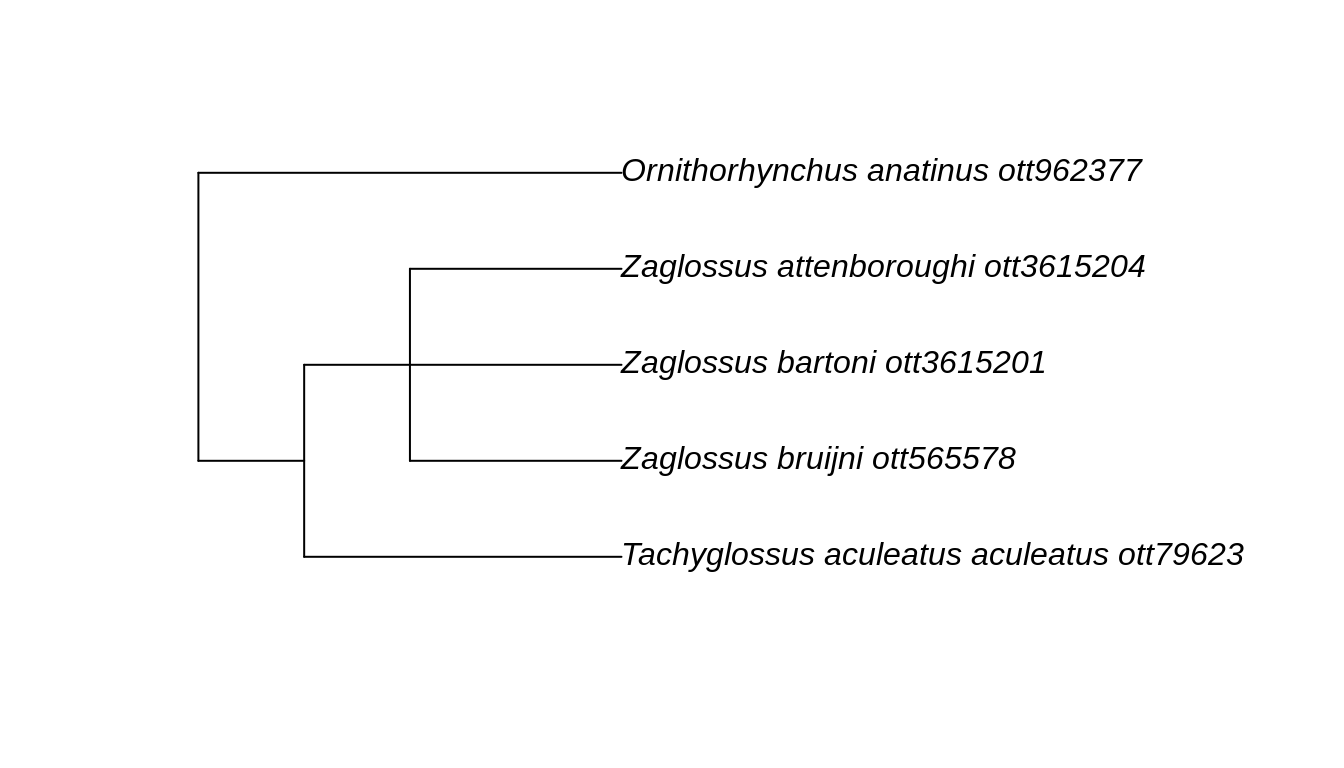 Ornithorhynchus anatinus ott962377
Zaglossus attenboroughi ott3615204
Zaglossus bartoni ott3615201
Zaglossus bruijni ott565578
Tachyglossus aculeatus aculeatus ott79623